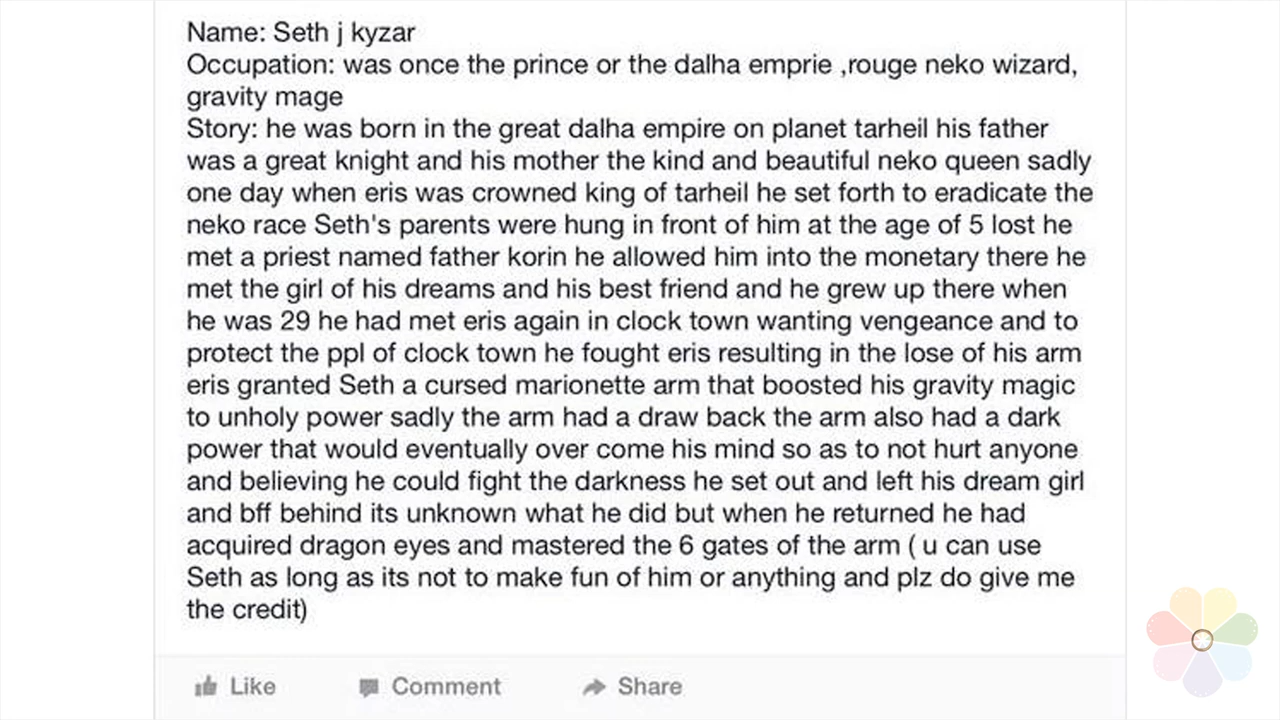 Name: Seth j kyzar
Occupation: was once the prince or the dalha emprie ,rouge neko wizard,
gravity mage
Story: he was born in the great dalha empire on planet tarheil his father
was a great knight and his mother the kind and beautiful neko queen sadly
one day when eris was crowned king of tarheil he set forth to eradicate the
neko race Seth's parents were hung in front of him at the age of 5 lost he
met a priest named father korin he allowed him into the monetary there he
met the girl of his dreams and his best friend and he grew up there when
he was 29 he had met eris again in clock town wanting vengeance and to
protect the ppl of clock town he fought eris resulting in the lose of his arm
eris granted Seth a cursed marionette arm that boosted his gravity magic
to unholy power sadly the arm had a draw back the arm also had a dark
power that would eventually over come his mind so as to not hurt anyone
and believing he could fight the darkness he set out and left his dream girl
and bff behind its unknown what he did but when he returned he had
acquired dragon eyes and mastered the 6 gates of the arm ( u can use
Seth as long as its not to make fun of him or anything and plz do give me
the credit)
Like Comment Share